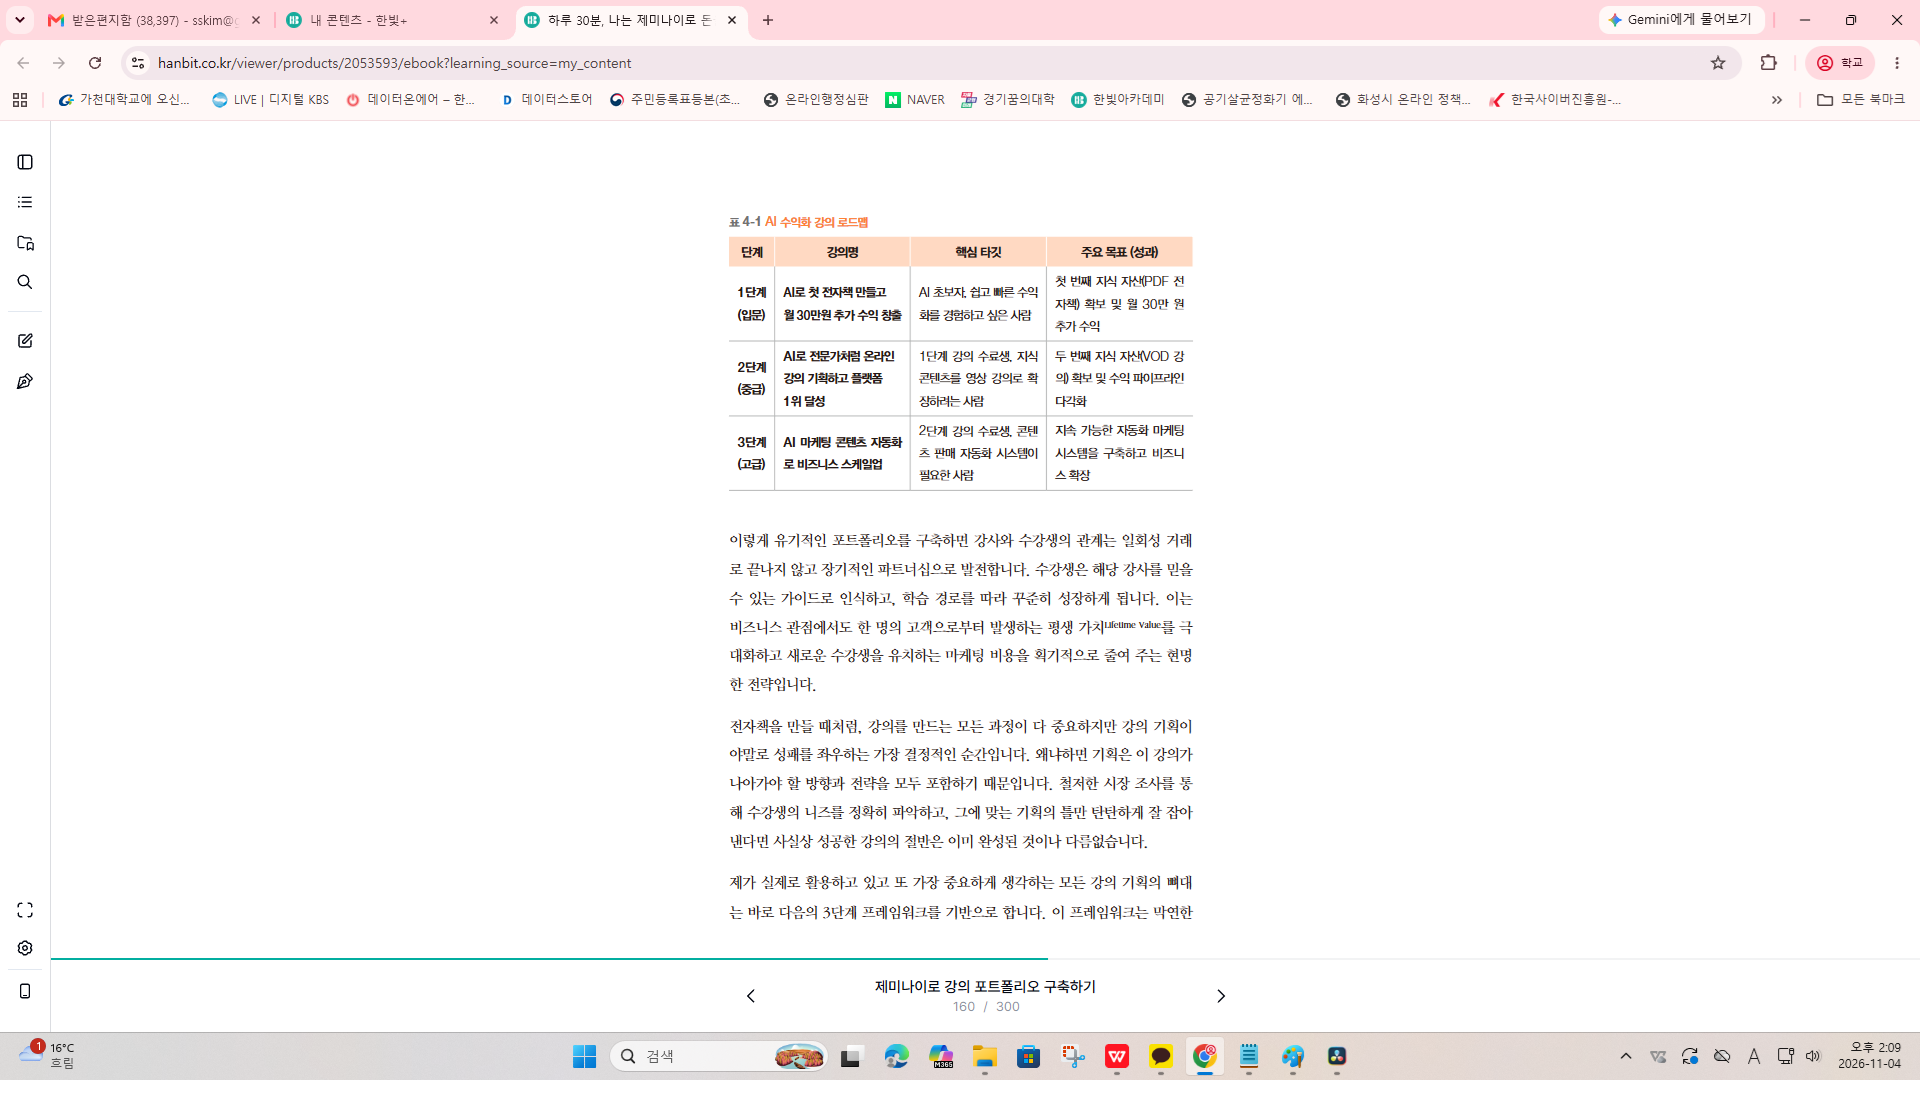 받은편지함 (38,397) - sskim@g
내 콘텐츠 - 한빛+
하루 30분, 나는 제미나이로 돈
Gemini에게 물어보기
hanbit.co.kr/viewer/products/2053593/ebook?learning_source=my_content
학교
가천대학교에 오신...
LIVE | 디지털 KBS
데이터온에어 – 한...
데이터스토어
주민등록표등본(초...
온라인행정심판
NAVER
경기꿈의대학
한빛아카데미
공기살균정화기 에...
화성시 온라인 정책...
한국사이버진흥원-...
모든 북마크
표 4-1 AI 수익화 강의 로드맵
단계 강의명 핵심 타깃 주요 목표 (성과)
1단계
(입문)
AI로 첫 전자책 만들고
월 30만원 추가 수익 창출
AI 초보자, 쉽고 빠른 수익
화를 경험하고 싶은 사람
첫 번째 지식 자산(PDF 전
자책) 확보 및 월 30만 원
추가 수익
2단계
(중급)
AI로 전문가처럼 온라인
강의 기획하고 플랫폼
1위 달성
1단계 강의 수료생, 지식
콘텐츠를 영상 강의로 확
장하려는 사람
두 번째 지식 자산(VOD 강
의) 확보 및 수익 파이프라인
다각화
3단계
(고급)
AI 마케팅 콘텐츠 자동화
로 비즈니스 스케일업
2단계 강의 수료생, 콘텐
츠 판매 자동화 시스템이
필요한 사람
지속 가능한 자동화 마케팅
시스템을 구축하고 비즈니
스 확장
이렇게 유기적인 포트폴리오를 구축하면 강사와 수강생의 관계는 일회성 거래
로 끝나지 않고 장기적인 파트너십으로 발전합니다. 수강생은 해당 강사를 믿을
수 있는 가이드로 인식하고, 학습 경로를 따라 꾸준히 성장하게 됩니다. 이는
비즈니스 관점에서도 한 명의 고객으로부터 발생하는 평생 가치Lifetime Value를 극
대화하고 새로운 수강생을 유치하는 마케팅 비용을 획기적으로 줄여 주는 현명
한 전략입니다.
전자책을 만들 때처럼, 강의를 만드는 모든 과정이 다 중요하지만 강의 기획이
야말로 성패를 좌우하는 가장 결정적인 순간입니다. 왜냐하면 기획은 이 강의가
나아가야 할 방향과 전략을 모두 포함하기 때문입니다. 철저한 시장 조사를 통
해 수강생의 니즈를 정확히 파악하고, 그에 맞는 기획의 틀만 탄탄하게 잘 잡아
낸다면 사실상 성공한 강의의 절반은 이미 완성된 것이나 다름없습니다.
제가 실제로 활용하고 있고 또 가장 중요하게 생각하는 모든 강의 기획의 뼈대
는 바로 다음의 3단계 프레임워크를 기반으로 합니다. 이 프레임워크는 막연한
제미나이로 강의 포트폴리오 구축하기
160 / 300
1
16°C
흐림
검색
M365
A
오후 2:09
2026-11-04